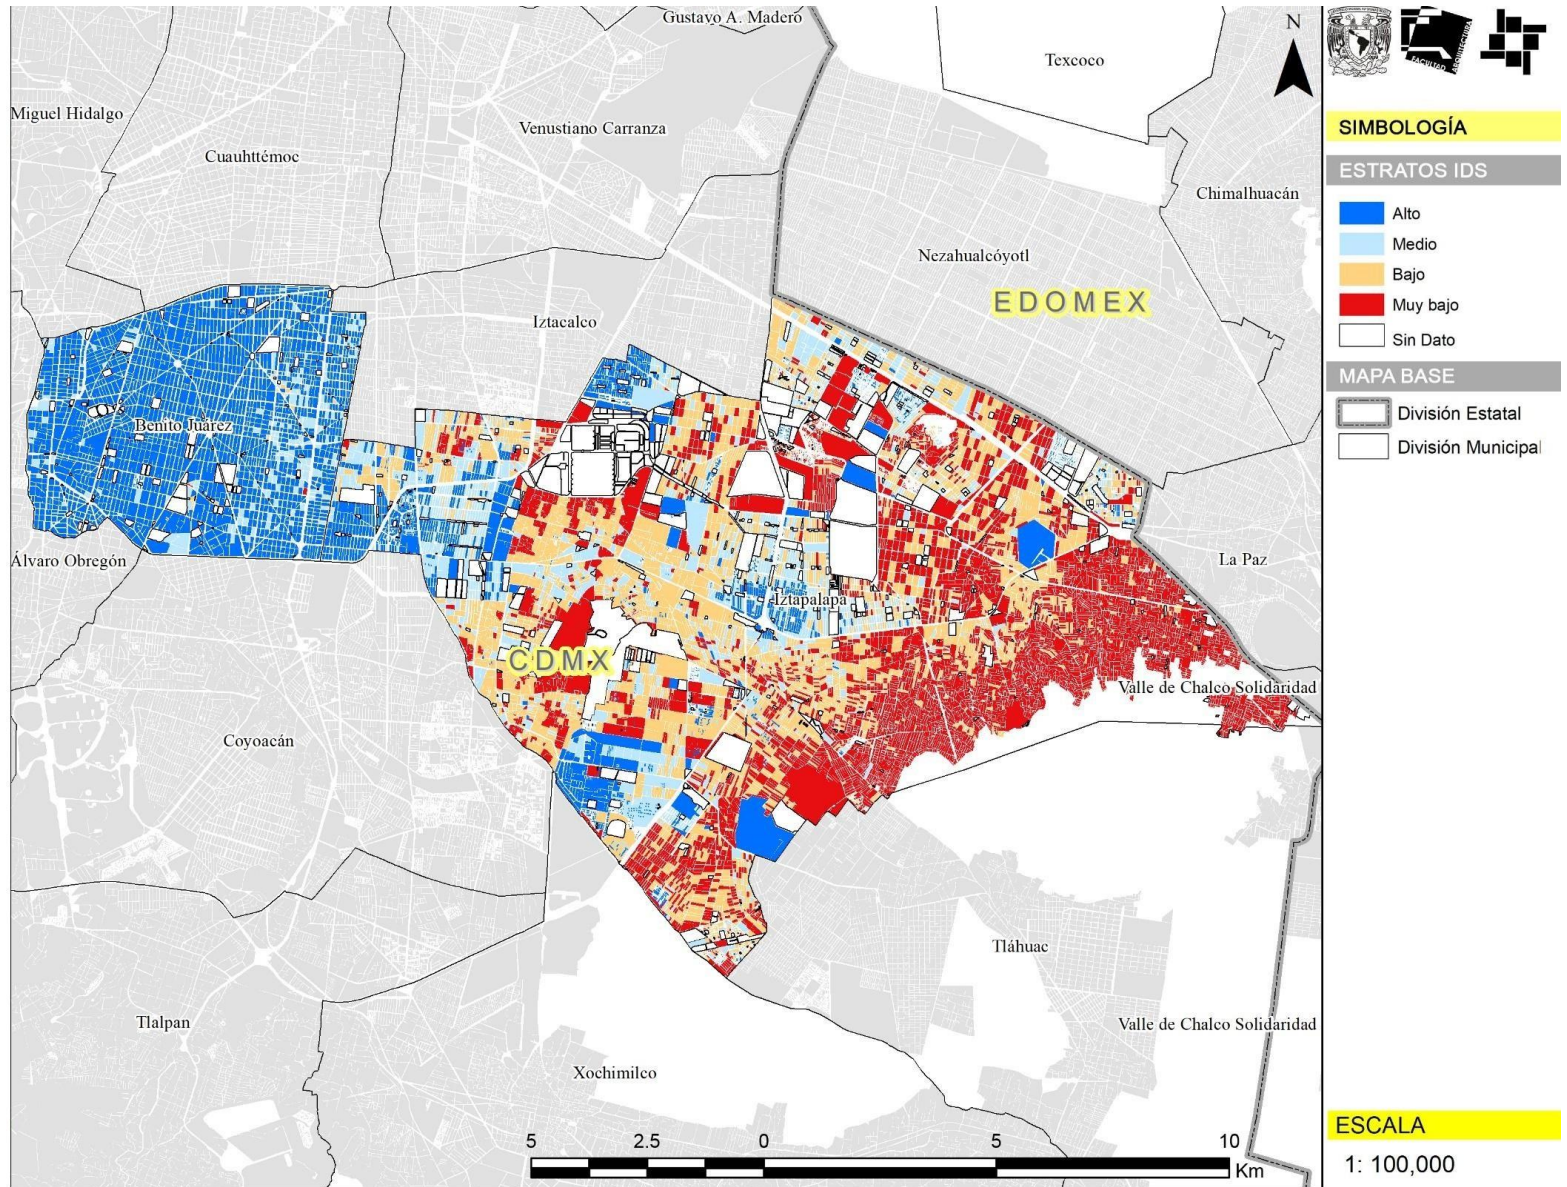 Gustavo A. Madero
N
Texcoco
Miguel Hidalgo
Venustiano Carranza
Cuauhttémoc
Chimalhuacán
Nezahualcóyotl
EDOMEX
Iztacalco
Benito Juárez
Álvaro Obregón
La Paz
Iztapalapa
CDMX
Valle de Chalco Solidaridad
Coyoacán
Tláhuac
Tlalpan
Valle de Chalco Solidaridad
Xochimilco
5 2.5 0 5 10
Km
FACULTAD
ARQUITECTURA
SIMBOLOGÍA
ESTRATOS IDS
Alto
Medio
Bajo
Muy bajo
Sin Dato
MAPA BASE
División Estatal
División Municipal
ESCALA
1: 100,000